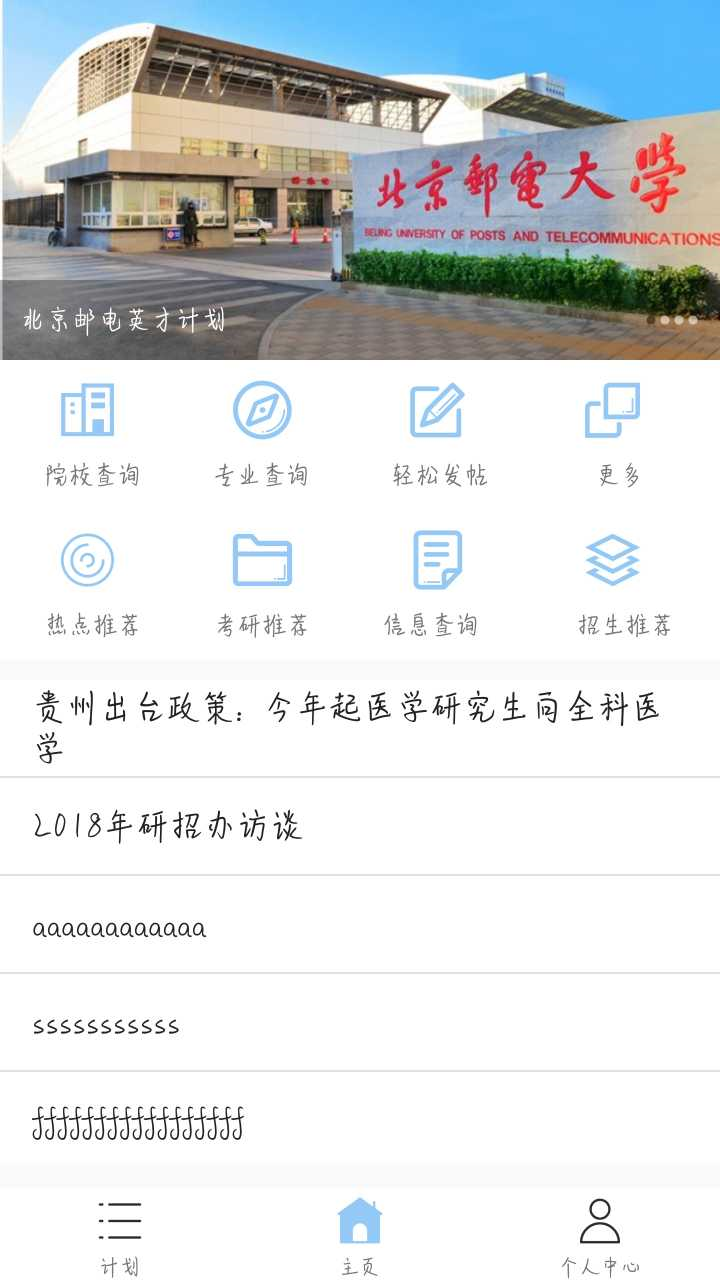 北京郵電大學
BEIJING UNIVERSITY OF POSTS AND TELECOMMUNICATIONS
北京邮电英才计划
院校查询 专业查询 轻松发帖 更多
热点推荐 考研推荐 信息查询 招生推荐
贵州出台政策：今年起医学研究生向全科医
学
2018年研招办访谈
aaaaaaaaaaaa
sssssssssss
fffffffffffffffff
计划 主页 个人中心